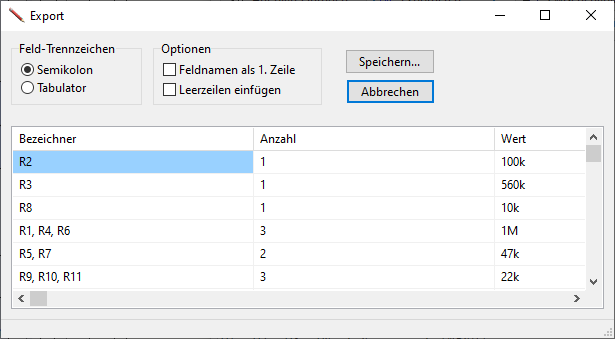 Export
Feld-Trennzeichen
Semikolon
Tabulator
Optionen
Feldnamen als 1. Zeile
Leerzeilen einfügen
Speichern...
Abbrechen
Bezeichner Anzahl Wert
R2 1 100k
R3 1 560k
R8 1 10k
R1, R4, R6 3 1M
R5, R7 2 47k
R9, R10, R11 3 22k